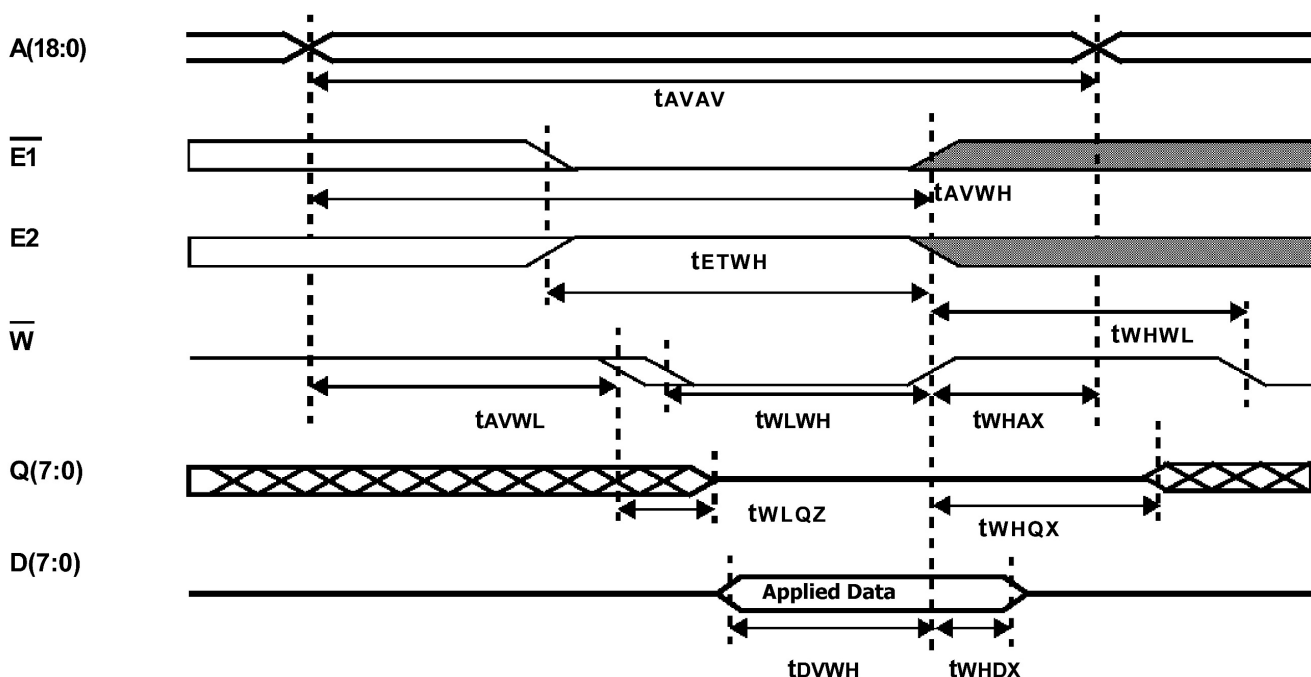 A(18:0)
tAVAV
E1
tAVWH
E2
tETWH
W
tWHWL
tAVWL
tWLWH
tWHAX
Q(7:0)
tWLQZ
tWHQX
D(7:0)
Applied Data
tDVWH
tWHDX